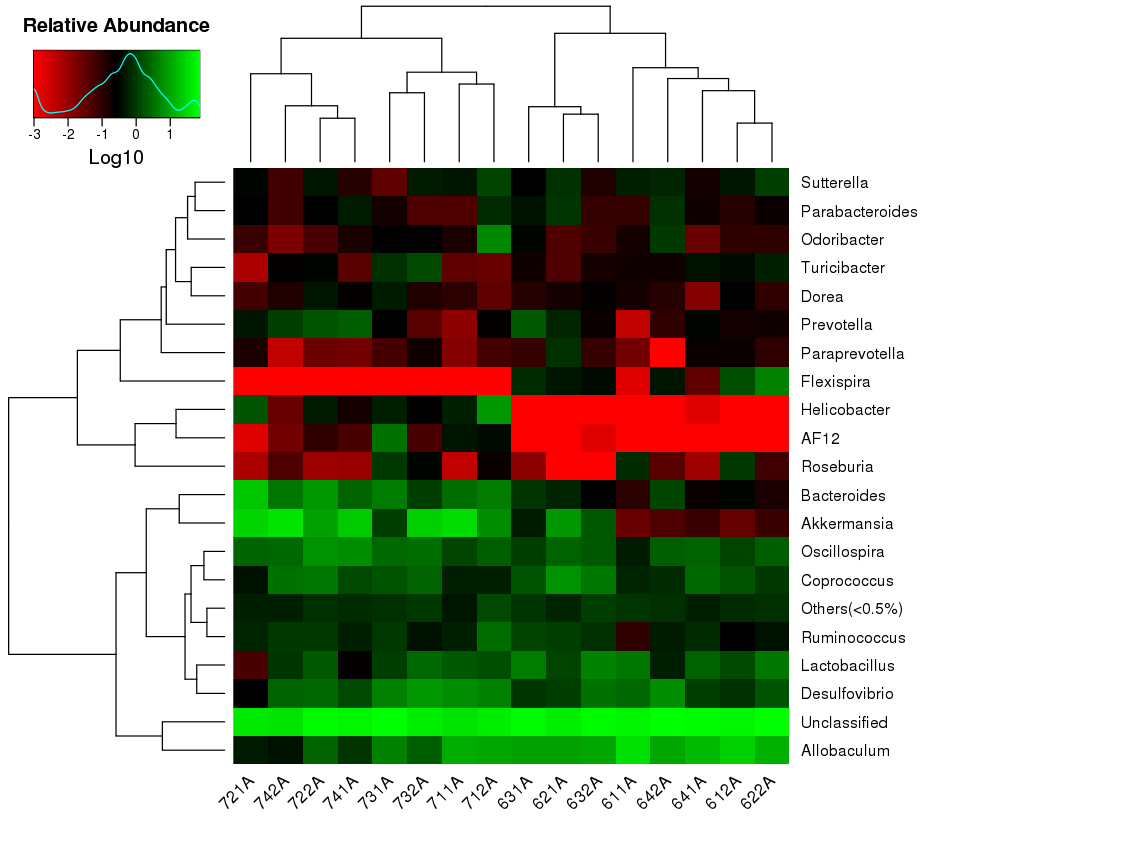 Relative Abundance
-3 -2 -1 0 1
Log10
Sutterella
Parabacteroides
Odoribacter
Turicibacter
Dorea
Prevotella
Paraprevotella
Flexispira
Helicobacter
AF12
Roseburia
Bacteroides
Akkermansia
Oscillospira
Coprococcus
Others(<0.5%)
Ruminococcus
Lactobacillus
Desulfovibrio
Unclassified
Allobaculum
721A 742A 722A 741A 731A 732A 711A 712A 631A 621A 632A 611A 642A 641A 612A 622A